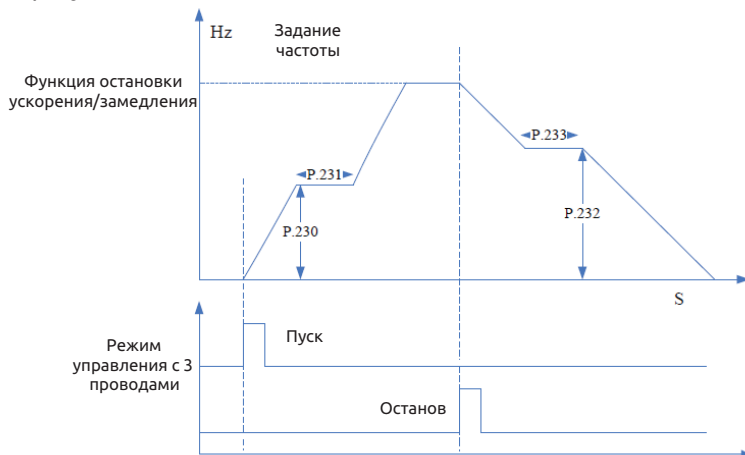 Hz
Задание
частоты
Функция остановки
ускорения/замедления
P.233
P.231
P.232
P.230
S
Режим
управления с 3
проводами
Пуск
Останов